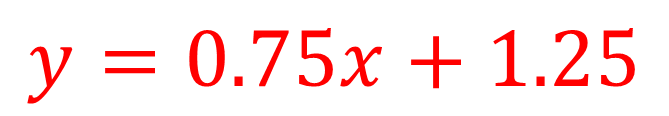 y = 0.75x + 1.25